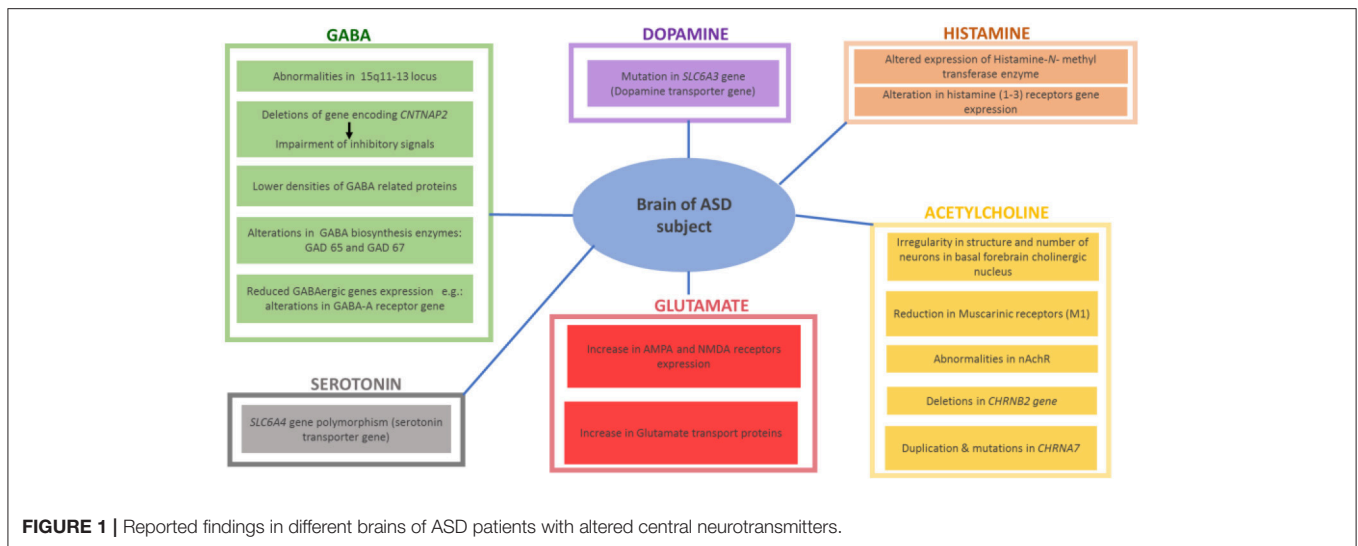 GABA
Abnormalities in 15q11-13 locus
Deletions of gene encoding CNTNAP2
Impairment of inhibitory signals
Lower densities of GABA related proteins
Alterations in GABA biosynthesis enzymes:
GAD 65 and GAD 67
Reduced GABAergic genes expression e.g.:
alterations in GABA-A receptor gene
DOPAMINE
Mutation in SLC6A3 gene
(Dopamine transporter gene)
HISTAMINE
Altered expression of Histamine-N- methyl
transferase enzyme
Alteration in histamine (1-3) receptors gene
expression
Brain of ASD
subject
ACETYLCHOLINE
Irregularity in structure and number of
neurons in basal forebrain cholinergic
nucleus
Reduction in Muscarinic receptors (M1)
Abnormalities in nAchR
Deletions in CHRNB2 gene
Duplication & mutations in CHRNA7
GLUTAMATE
Increase in AMPA and NMDA receptors
expression
Increase in Glutamate transport proteins
SEROTONIN
SLC6A4 gene polymorphism (serotonin
transporter gene)
FIGURE 1 | Reported findings in different brains of ASD patients with altered central neurotransmitters.